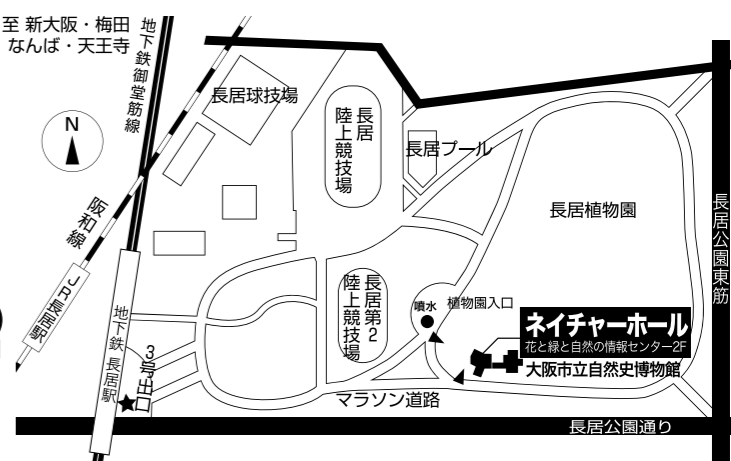 至 新大阪・梅田
なんば・天王寺
地下鉄御堂筋線
N
阪和線
JR長居駅
地下鉄 長居駅
3号出口
長居球技場
長居
陸上競技場
長居プール
長居植物園
長居公園東筋
長居第2
陸上競技場
噴水
植物園入口
ネイチャーホール
花と緑と自然の情報センター2F
大阪市立自然史博物館
マラソン道路
長居公園通り